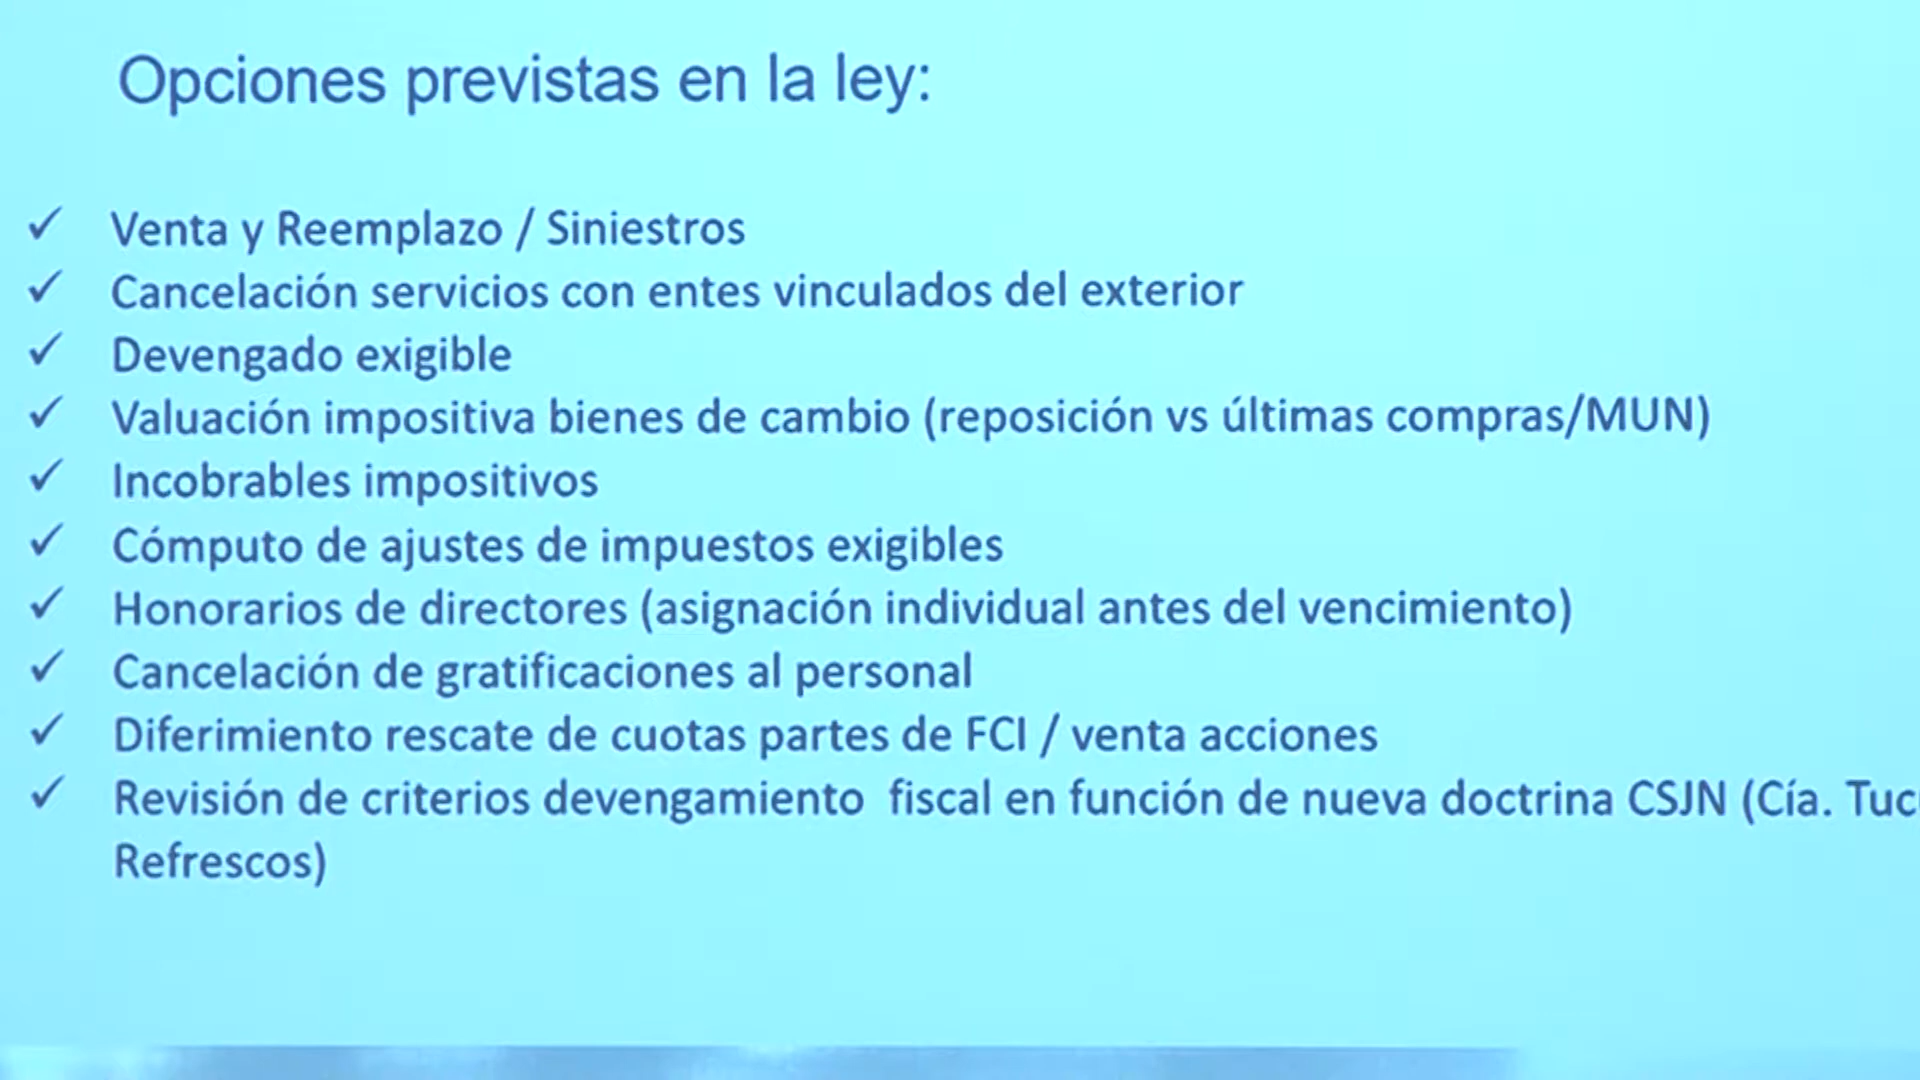 Opciones previstas en la ley:
✓ Venta y Reemplazo / Siniestros
✓ Cancelación servicios con entes vinculados del exterior
✓ Devengado exigible
✓ Valuación impositiva bienes de cambio (reposición vs últimas compras/MUN)
✓ Incobrables impositivos
✓ Cómputo de ajustes de impuestos exigibles
✓ Honorarios de directores (asignación individual antes del vencimiento)
✓ Cancelación de gratificaciones al personal
✓ Diferimiento rescate de cuotas partes de FCI / venta acciones
✓ Revisión de criterios devengamiento fiscal en función de nueva doctrina CSJN (Cía.
Refrescos)